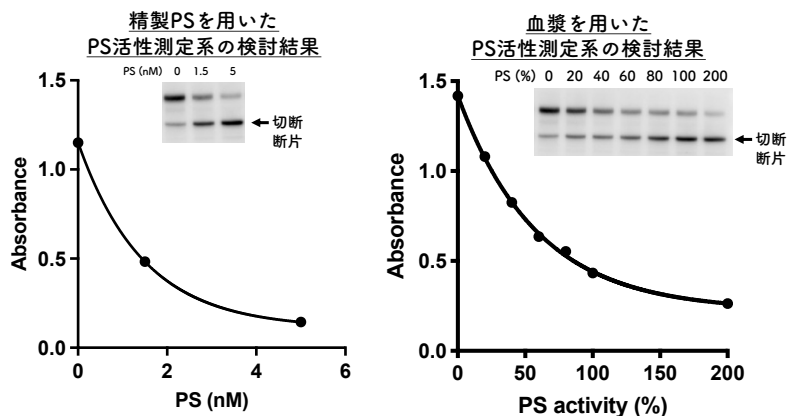 精製PSを用いた
PS活性測定系の検討結果
PS (nM) 0 1.5 5
切断
断片
1.5
1.0
0.5
0.0
Absorbance
0 2 4 6
PS (nM)
血漿を用いた
PS活性測定系の検討結果
PS (%) 0 20 40 60 80 100 200
切断
断片
1.5
1.0
0.5
0.0
Absorbance
0 50 100 150 200
PS activity (%)